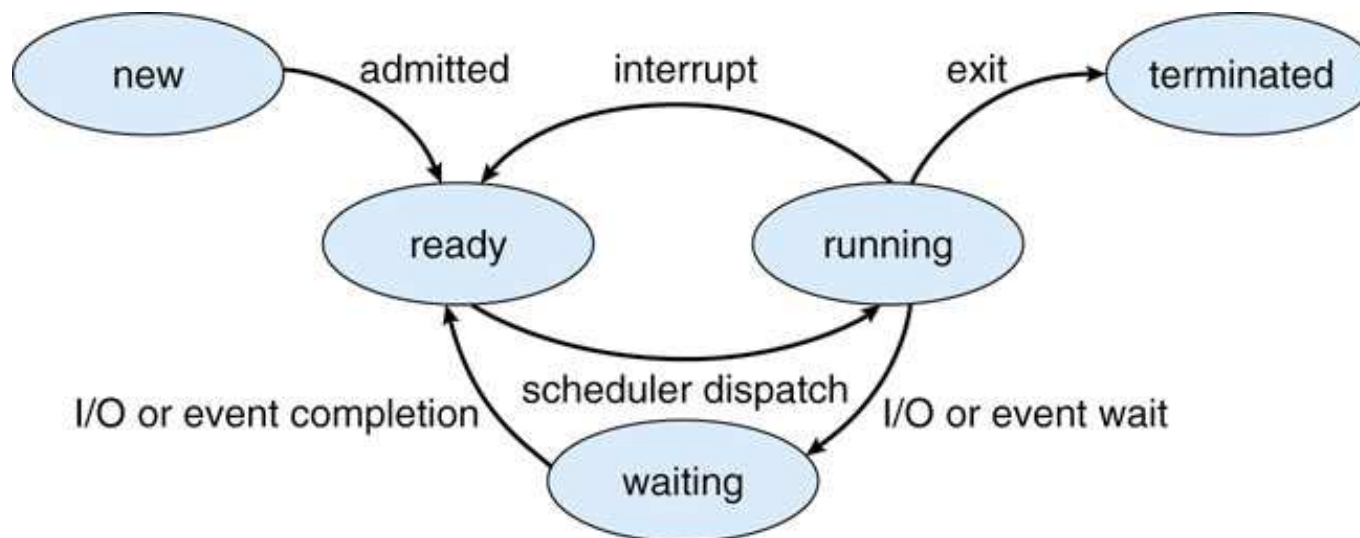 new
admitted
interrupt
exit
terminated
ready
running
scheduler dispatch
I/O or event completion
I/O or event wait
waiting